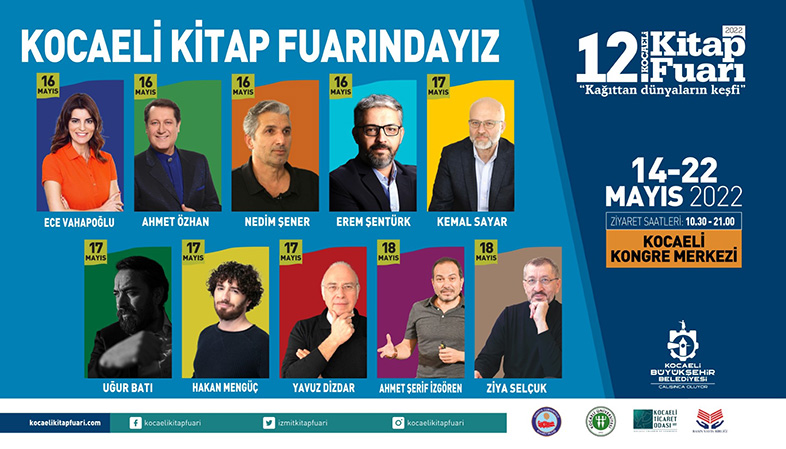 KOCAELİ KİTAP FUARINDAYIZ
16 MAYIS
ECE VAHAPOĞLU
16 MAYIS
AHMET ÖZHAN
16 MAYIS
NEDİM ŞENER
16 MAYIS
EREM ŞENTÜRK
17 MAYIS
KEMAL SAYAR
17 MAYIS
UĞUR BATI
17 MAYIS
HAKAN MENGÜÇ
17 MAYIS
YAVUZ DİZDAR
18 MAYIS
AHMET ŞERİF İZGÖREN
18 MAYIS
ZİYA SELÇUK
12. KOCAELİ
Kitap 2022
Fuarı
“Kağıttan dünyaların keşfi”
14-22
MAYIS 2022
ZİYARET SAATLERİ: 10.30 - 21.00
KOCAELİ
KONGRE MERKEZİ
KOCAELİ
BÜYÜKŞEHİR
BELEDİYESİ
ÇALIŞINCA OLUYOR
kocaelikitapfuari.com
kocaelikitapfuari
izmitkitapfuari
kocaelikitapfuari
KOCAELİ
TİCARET
ODASI